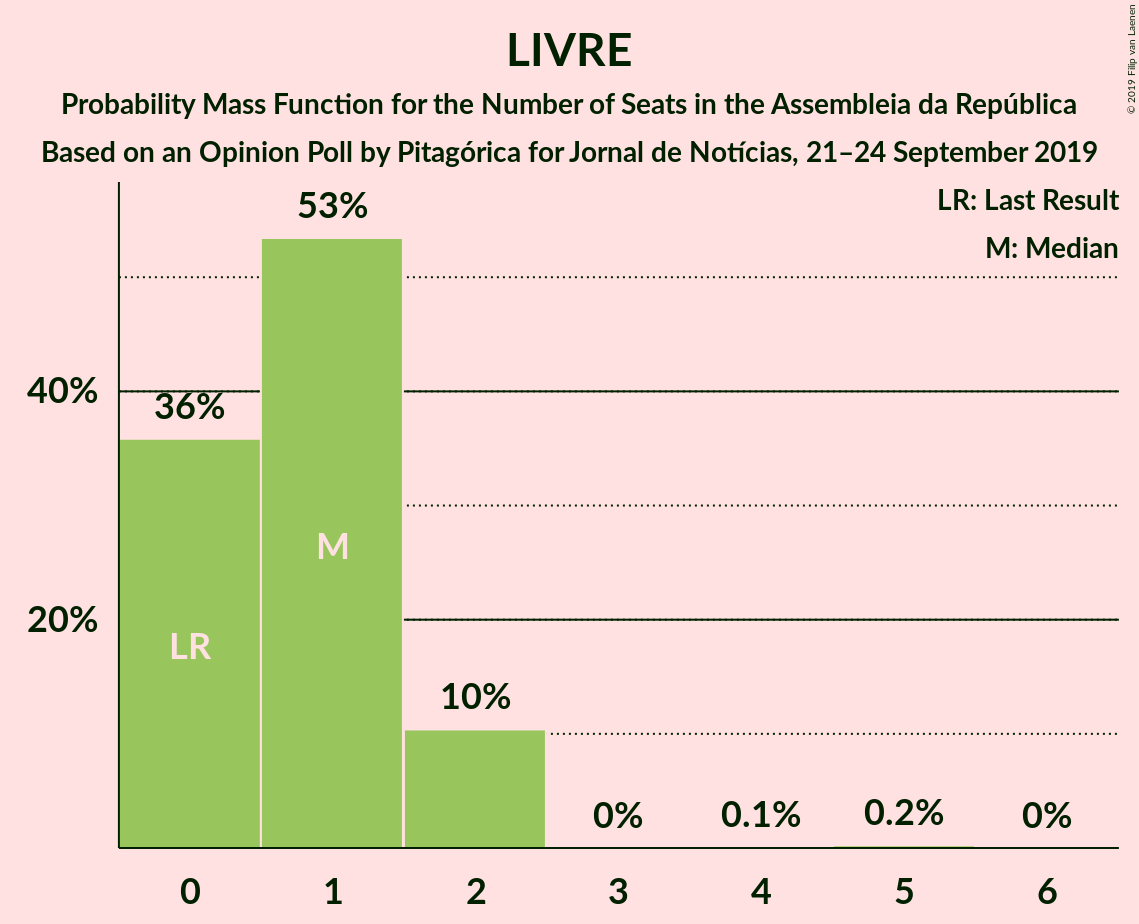 LIVRE
Probability Mass Function for the Number of Seats in the Assembleia da República
Based on an Opinion Poll by Pitagórica for Jornal de Notícias, 21–24 September 2019
© 2019 Filip van Laenen
LR: Last Result
M: Median
53%
40%
36%
M
20%
LR
10%
0%
0.1%
0.2%
0%
0
1
2
3
4
5
6